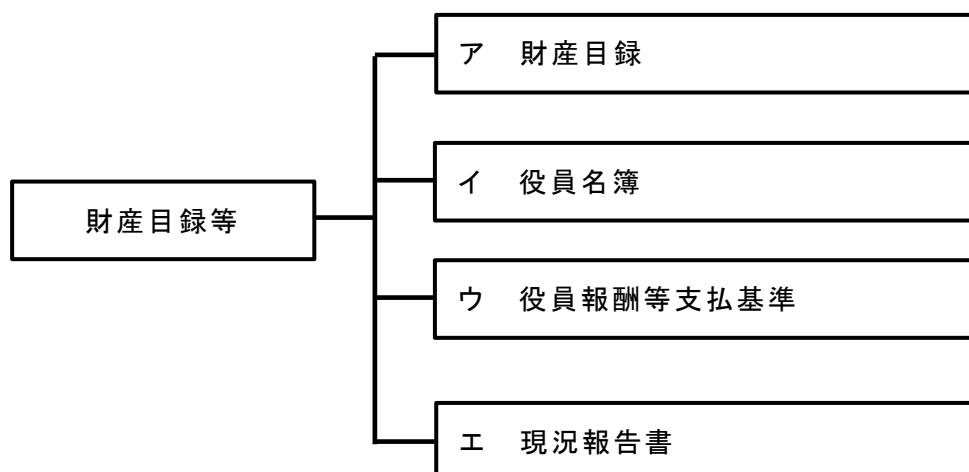 財産目録等
ア 財産目録
イ 役員名簿
ウ 役員報酬等支払基準
エ 現況報告書